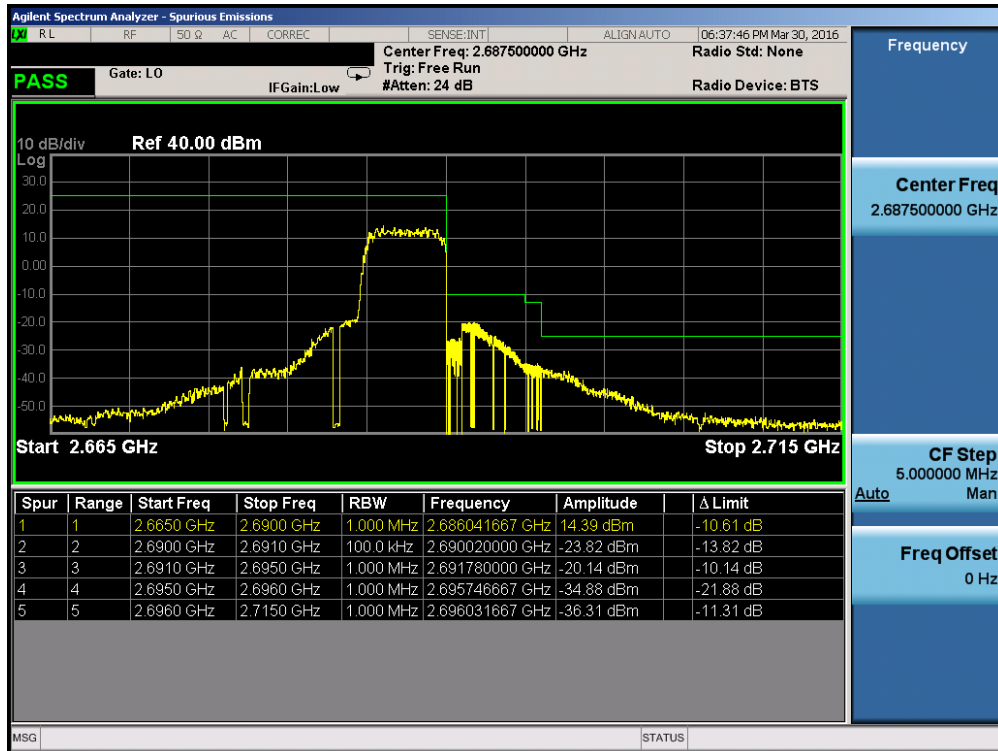 Agilent Spectrum Analyzer - Spurious Emissions
LXI RL RF 50 Ω AC CORREC SENSE:INT ALIGN AUTO 06:37:46 PM Mar 30, 2016
Center Freq: 2.687500000 GHz Radio Std: None
PASS Gate: LO Trig: Free Run
IFGain:Low #Atten: 24 dB Radio Device: BTS
10 dB/div Ref 40.00 dBm
Log
30.0
20.0
10.0
0.00
-10.0
-20.0
-30.0
-40.0
-50.0
Start 2.665 GHz Stop 2.715 GHz
Spur Range Start Freq Stop Freq RBW Frequency Amplitude Δ Limit
1 1 2.6650 GHz 2.6900 GHz 1.000 MHz 2.686041667 GHz 14.39 dBm -10.61 dB
2 2 2.6900 GHz 2.6910 GHz 100.0 kHz 2.690020000 GHz -23.82 dBm -13.82 dB
3 3 2.6910 GHz 2.6950 GHz 1.000 MHz 2.691780000 GHz -20.14 dBm -10.14 dB
4 4 2.6950 GHz 2.6960 GHz 1.000 MHz 2.695746667 GHz -34.88 dBm -21.88 dB
5 5 2.6960 GHz 2.7150 GHz 1.000 MHz 2.696031667 GHz -36.31 dBm -11.31 dB
MSG STATUS
Frequency
Center Freq
2.687500000 GHz
CF Step
5.000000 MHz
Auto Man
Freq Offset
0 Hz